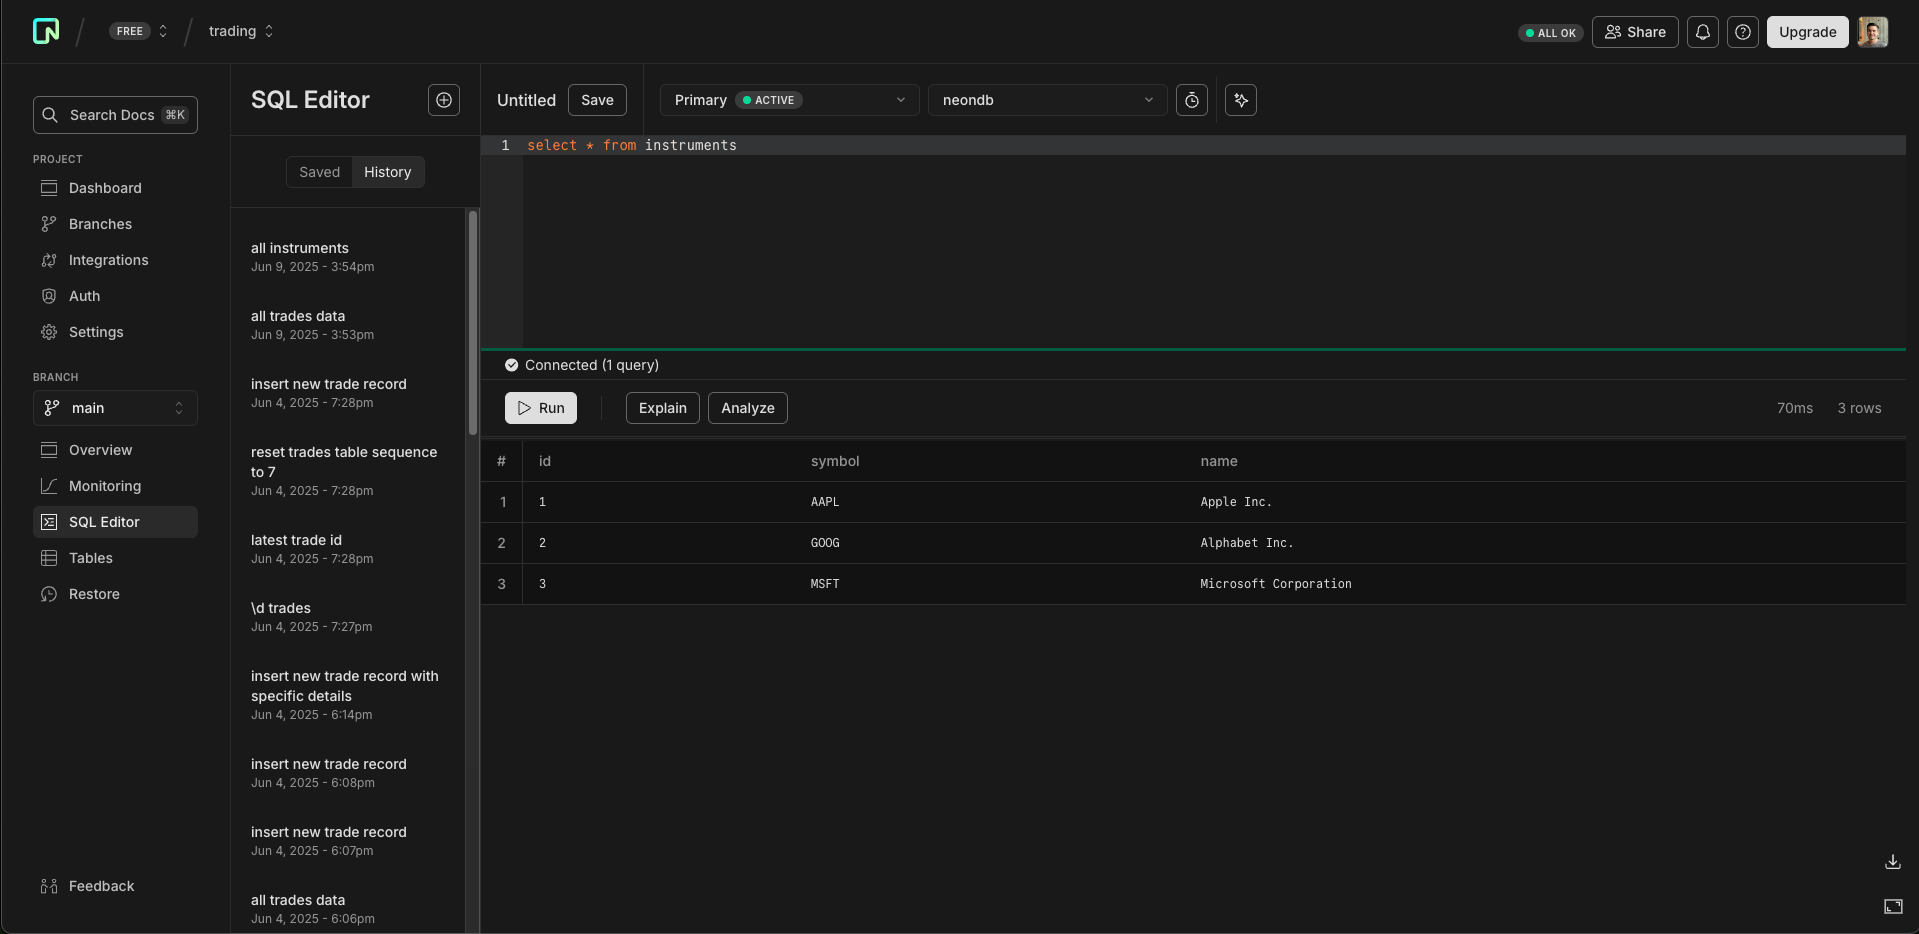 FREE
trading
ALL OK
Share
Upgrade
Search Docs ⌘K
PROJECT
Dashboard
Branches
Integrations
Auth
Settings
BRANCH
main
Overview
Monitoring
SQL Editor
Tables
Restore
Feedback
SQL Editor
Saved
History
all instruments
Jun 9, 2025 - 3:54pm
all trades data
Jun 9, 2025 - 3:53pm
insert new trade record
Jun 4, 2025 - 7:28pm
reset trades table sequence
to 7
Jun 4, 2025 - 7:28pm
latest trade id
Jun 4, 2025 - 7:28pm
\d trades
Jun 4, 2025 - 7:27pm
insert new trade record with
specific details
Jun 4, 2025 - 6:14pm
insert new trade record
Jun 4, 2025 - 6:08pm
insert new trade record
Jun 4, 2025 - 6:07pm
all trades data
Jun 4, 2025 - 6:06pm
Untitled
Save
Primary
ACTIVE
neondb
1 select * from instruments
Connected (1 query)
Run
Explain
Analyze
70ms
3 rows
# id symbol name
1 1 AAPL Apple Inc.
2 2 GOOG Alphabet Inc.
3 3 MSFT Microsoft Corporation